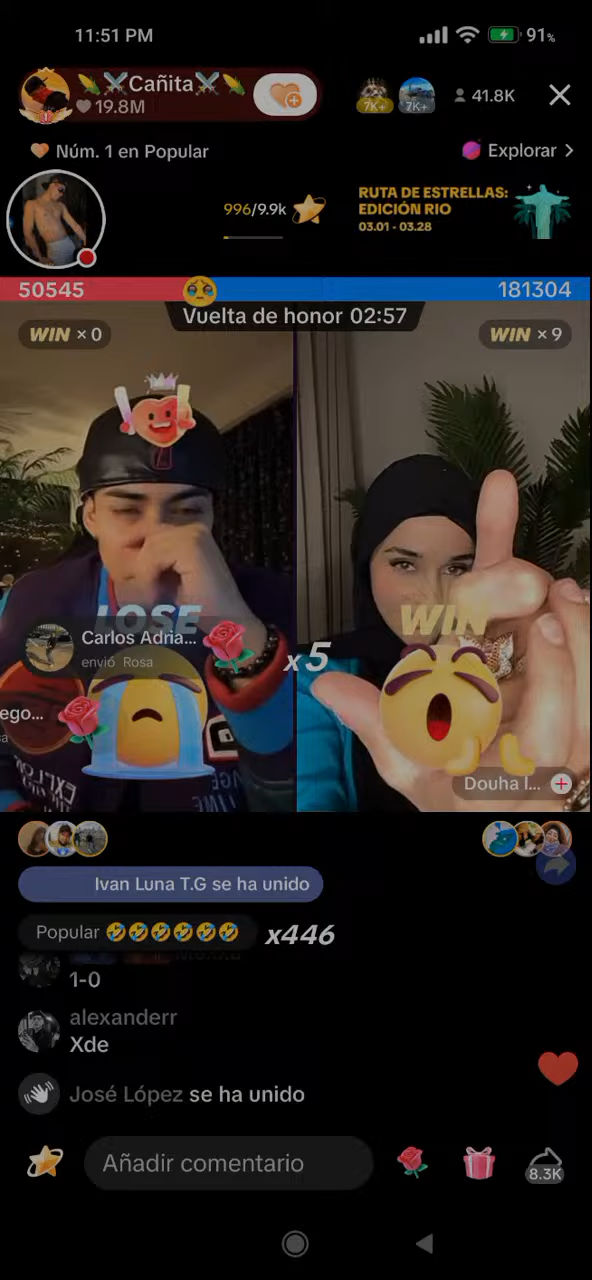 11:51 PM
91%
🌽⚔️Cañita⚔️🌽
19.8M
7K+
7K+
41.8K
Núm. 1 en Popular
Explorar
996/9.9k
RUTA DE ESTRELLAS:
EDICIÓN RIO
03.01 - 03.28
50545
181304
Vuelta de honor 02:57
WIN × 0
WIN × 9
LOSE
WIN
Carlos Adria...
envió Rosa
x5
ego...
Douha l...
Ivan Luna T.G se ha unido
Popular 🤣🤣🤣🤣🤣🤣 x446
1-0
alexanderr
Xde
José López se ha unido
Añadir comentario
8.3K